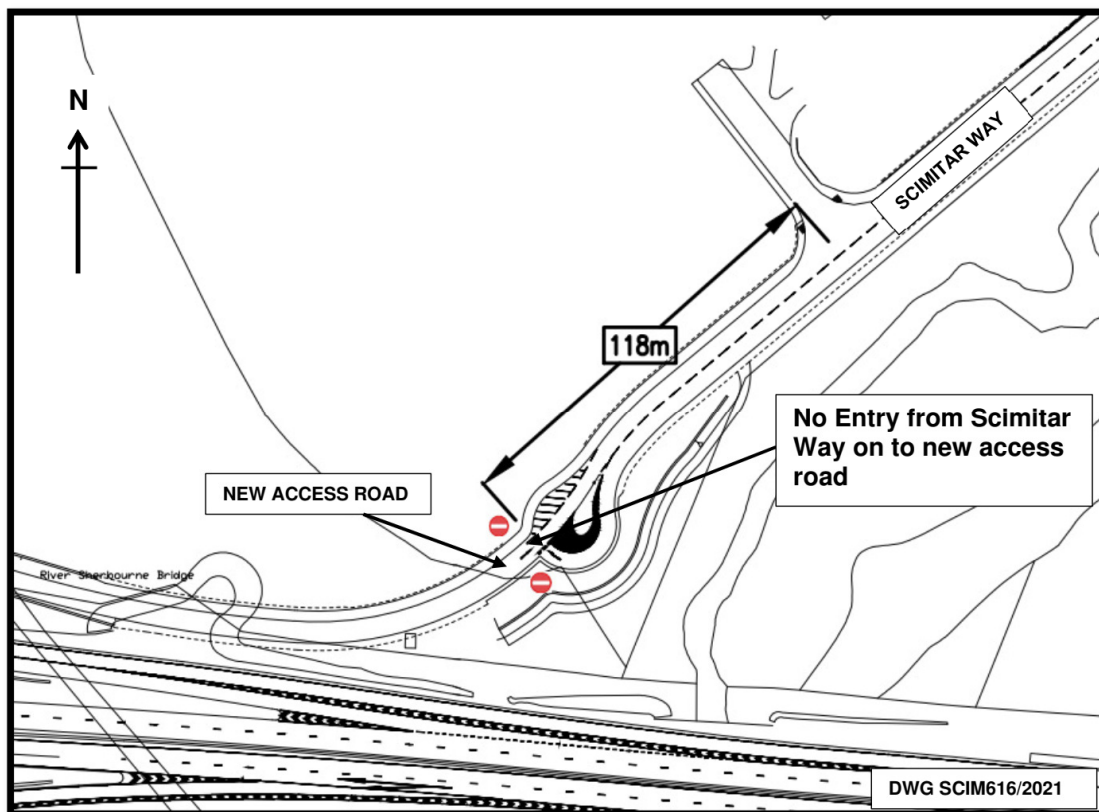 N
SCIMITAR WAY
118m
No Entry from Scimitar
Way on to new access
road
NEW ACCESS ROAD
River Sherbourne Bridge
DWG SCIM616/2021